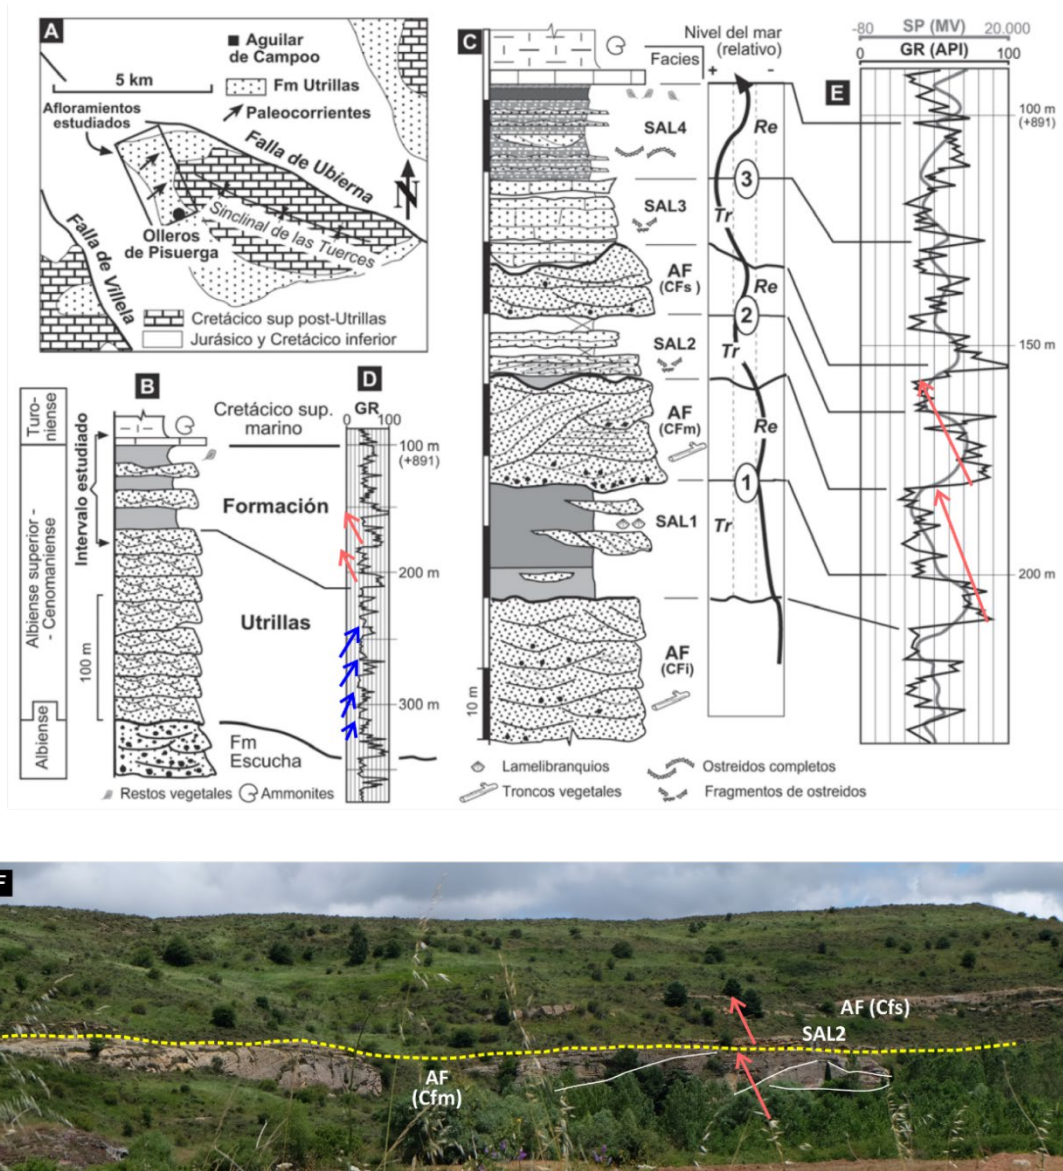 A
Aguilar
de Campoo
5 km
Fm Utrillas
Afloramientos
estudiados
Paleocorrientes
Falla de Ubierna
N
Sinclinal de las Tuerces
Olleros
de Pisuerga
Falla de Villela
Cretácico sup post-Utrillas
Jurásico y Cretácico inferior
B
D
GR
0 100
Turo-
niense
Albiense superior -
- Cenomaniense
Albiense
Intervalo estudiado
100 m
Cretácico sup.
marino
Formación
Utrillas
Fm
Escucha
100 m
(+891)
200 m
300 m
Restos vegetales
Ammonites
C
Facies
Nivel del mar
(relativo)
+ -
SAL4
SAL3
AF
(CFs)
SAL2
AF
(CFm)
SAL1
AF
(CFi)
10 m
Re
3
Tr
Re
2
Tr
Re
1
Tr
Lamelibranquios
Troncos vegetales
Ostreidos completos
Fragmentos de ostreidos
E
-80 SP (MV) 20.000
0 GR (API) 100
100 m
(+891)
150 m
200 m
F
AF (Cfs)
SAL2
AF
(Cfm)